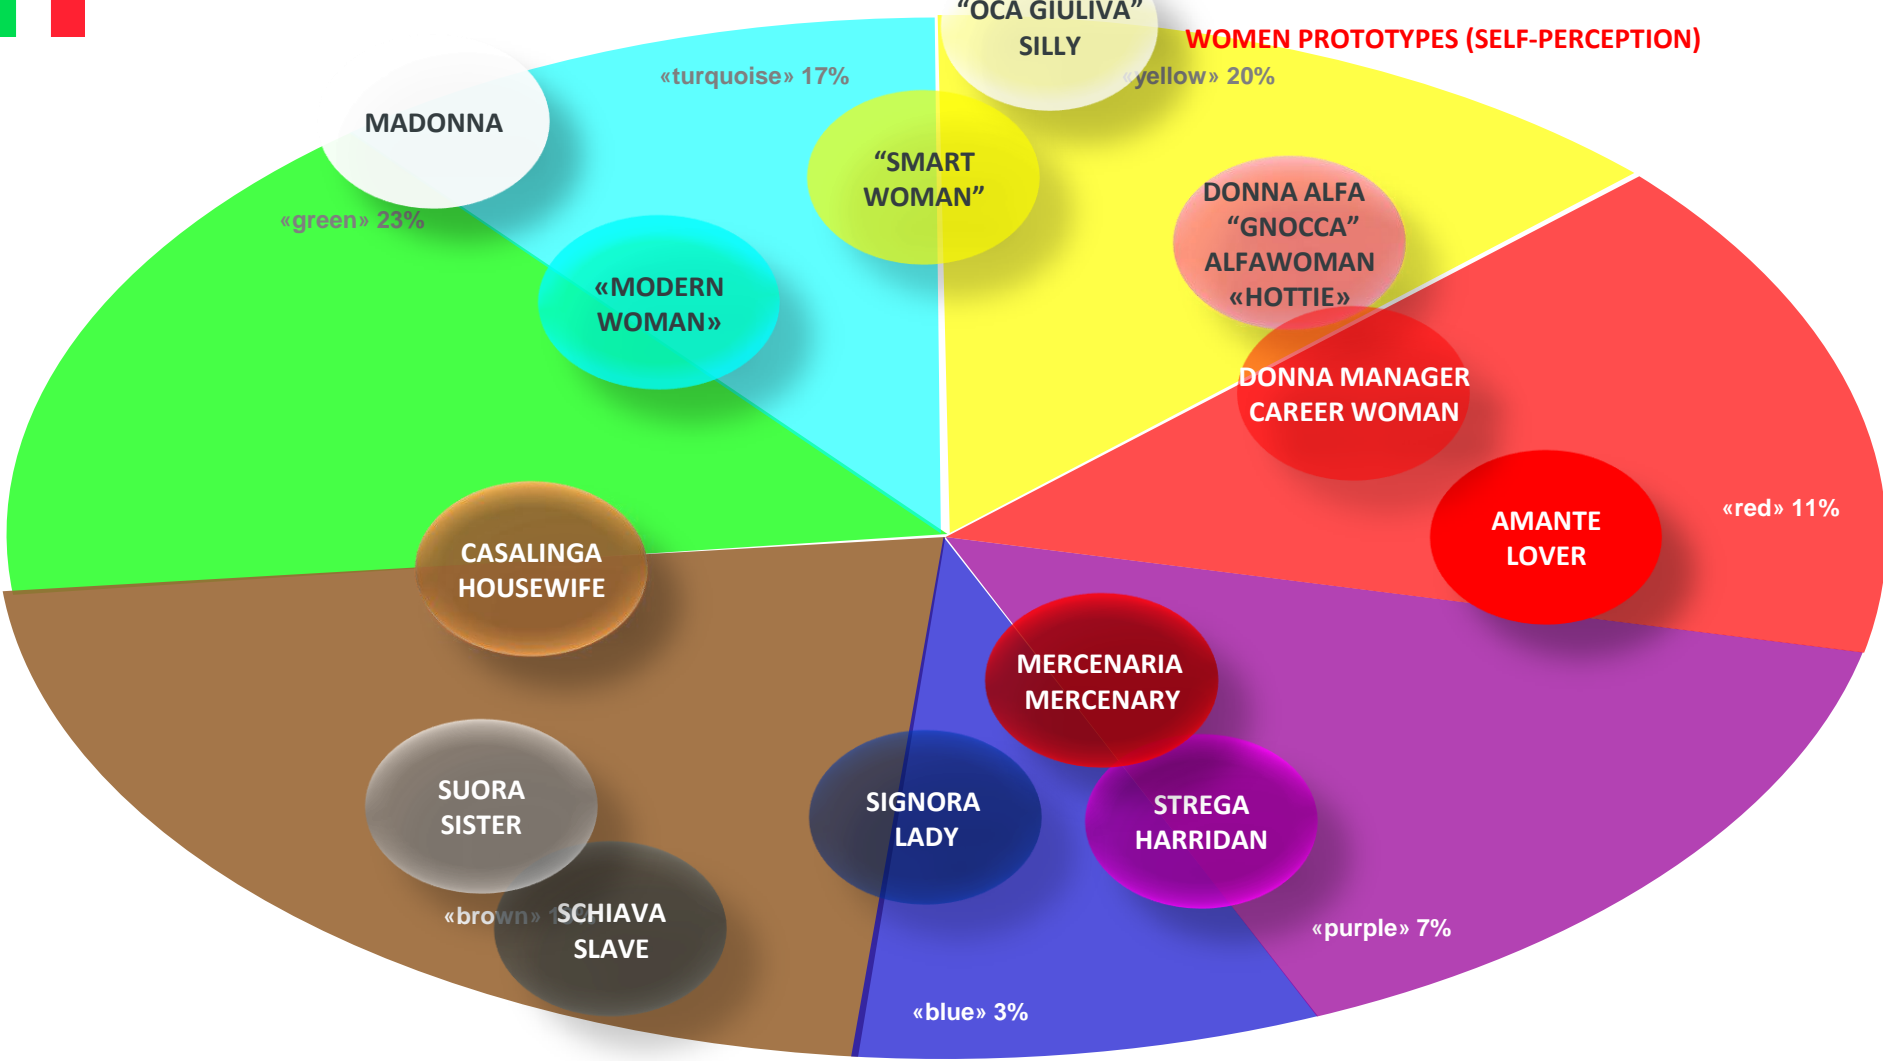 “OCA GIULIVA”
SILLY
WOMEN PROTOTYPES (SELF-PERCEPTION)
«turquoise» 17%
«yellow» 20%
MADONNA
“SMART
WOMAN”
DONNA ALFA
“GNOCCA”
ALFAWOMAN
«HOTTIE»
«green» 23%
«MODERN
WOMAN»
DONNA MANAGER
CAREER WOMAN
«red» 11%
AMANTE
LOVER
CASALINGA
HOUSEWIFE
MERCENARIA
MERCENARY
SUORA
SISTER
SIGNORA
LADY
STREGA
HARRIDAN
«brown»
SCHIAVA
SLAVE
«purple» 7%
«blue» 3%